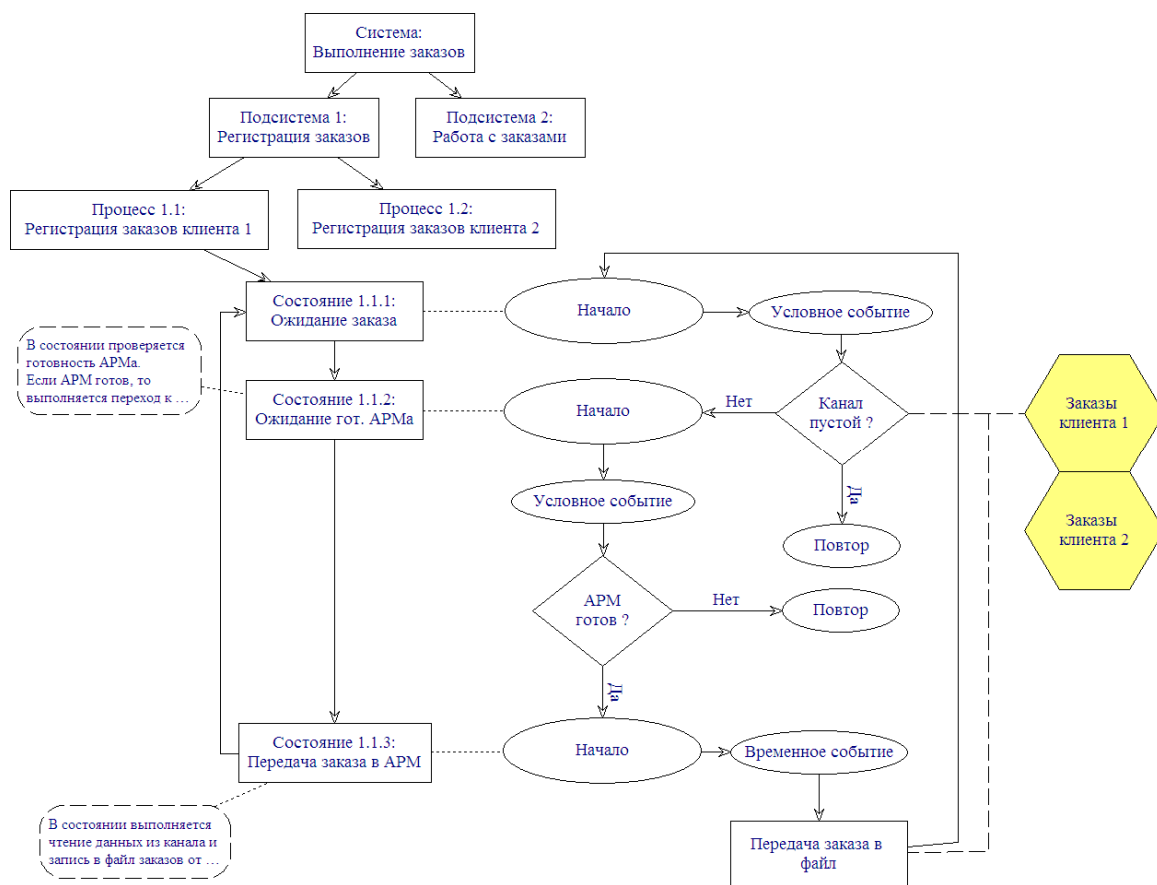 Система:
Выполнение заказов
Подсистема 1:
Регистрация заказов
Подсистема 2:
Работа с заказами
Процесс 1.1:
Регистрация заказов клиента 1
Процесс 1.2:
Регистрация заказов клиента 2
Состояние 1.1.1:
Ожидание заказа
Начало
Условное событие
В состоянии проверяется
готовность АРМа.
Если АРМ готов, то
выполняется переход к …
Состояние 1.1.2:
Ожидание гот. АРМа
Начало
Нет
Канал
пустой ?
Заказы
клиента 1
Да
Условное событие
Повтор
Заказы
клиента 2
АРМ
готов ?
Нет
Повтор
Да
Состояние 1.1.3:
Передача заказа в АРМ
Начало
Временное событие
В состоянии выполняется
чтение данных из канала и
запись в файл заказов от …
Передача заказа в
файл